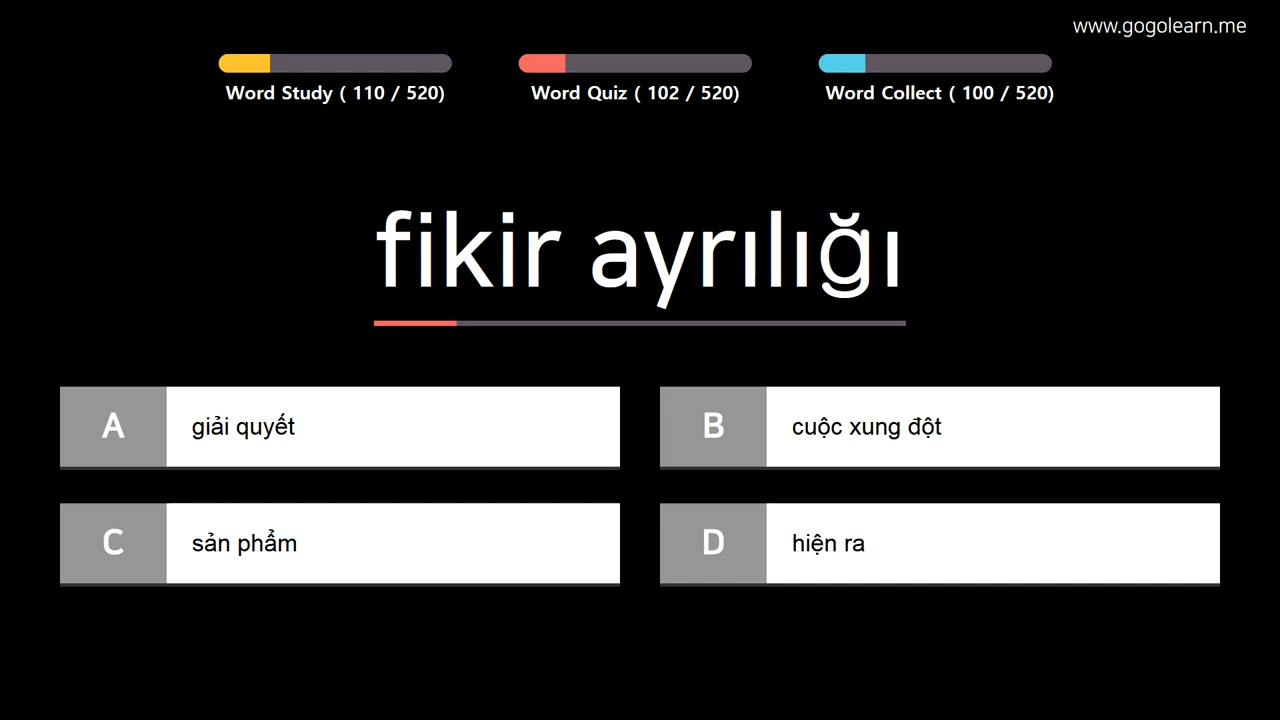 www.gogolearn.me
Word Study ( 110 / 520)
Word Quiz ( 102 / 520)
Word Collect ( 100 / 520)
fikir ayrılığı
A giải quyết
B cuộc xung đột
C sản phẩm
D hiện ra